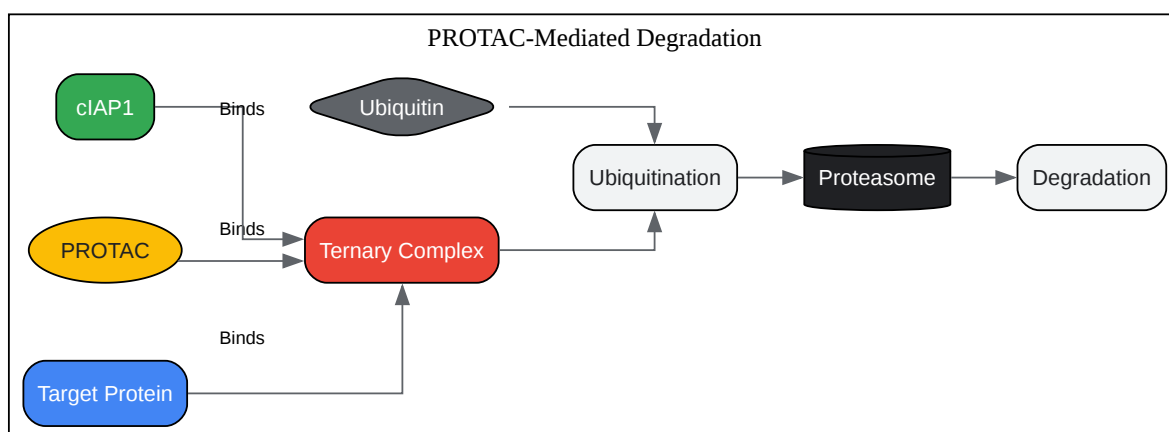 PROTAC-Mediated Degradation
cIAP1
Binds
Ubiquitin
Ubiquitination
Proteasome
Degradation
Binds
PROTAC
Ternary Complex
Binds
Target Protein